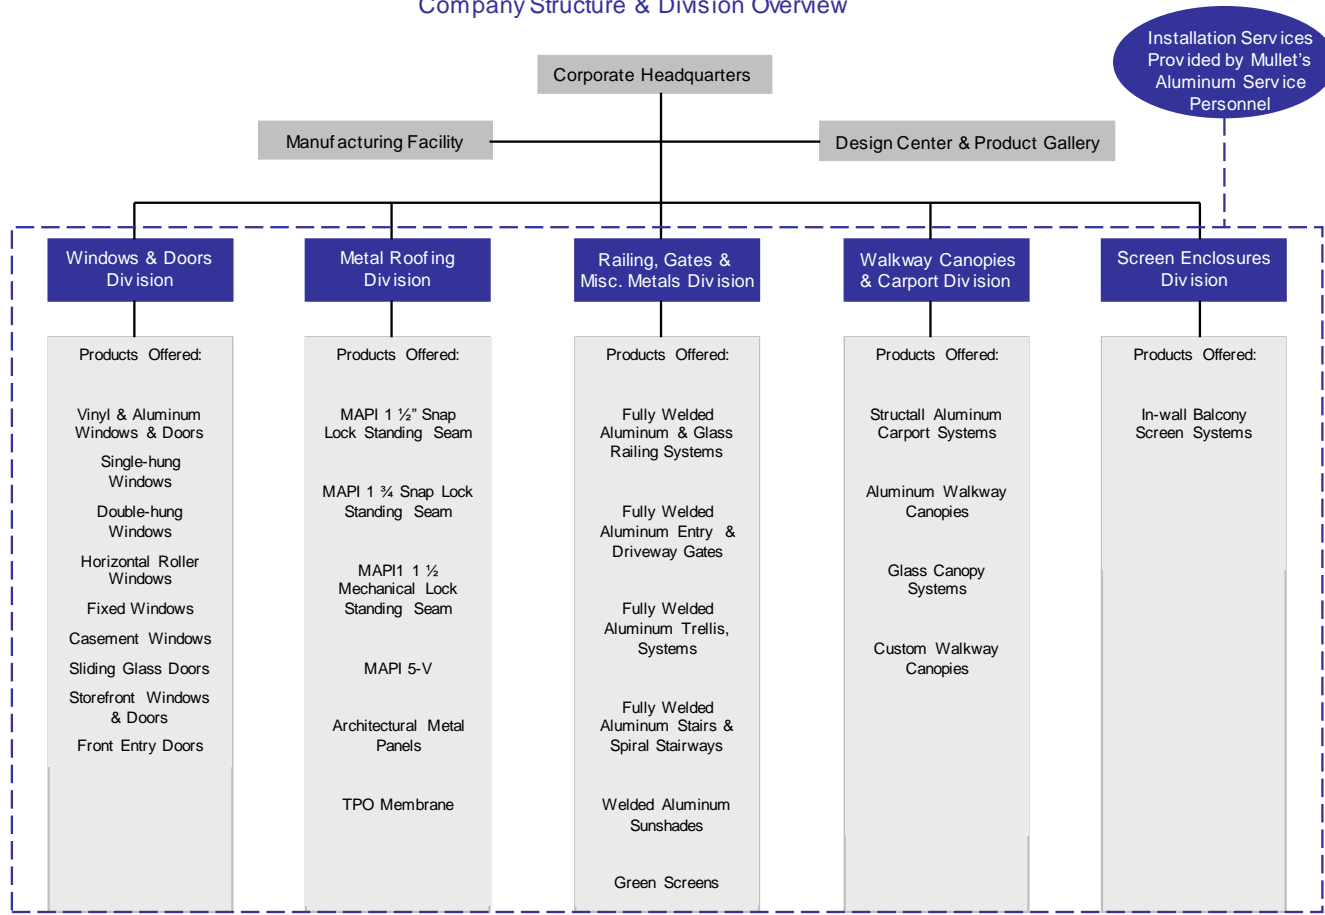 Company Structure & Division Overview
Installation Services
Provided by Mullet's
Aluminum Service
Personnel
Corporate Headquarters
Manufacturing Facility
Design Center & Product Gallery
Windows & Doors
Division
Metal Roofing
Division
Railing, Gates &
Misc. Metals Division
Walkway Canopies
& Carport Division
Screen Enclosures
Division
Products Offered:
Vinyl & Aluminum
Windows & Doors
Single-hung
Windows
Double-hung
Windows
Horizontal Roller
Windows
Fixed Windows
Casement Windows
Sliding Glass Doors
Storefront Windows
& Doors
Front Entry Doors
Products Offered:
MAPI 1 ½” Snap
Lock Standing Seam
MAPI 1 ¾ Snap Lock
Standing Seam
MAPI1 1 ½
Mechanical Lock
Standing Seam
MAPI 5-V
Architectural Metal
Panels
TPO Membrane
Products Offered:
Fully Welded
Aluminum & Glass
Railing Systems
Fully Welded
Aluminum Entry &
Driveway Gates
Fully Welded
Aluminum Trellis,
Systems
Fully Welded
Aluminum Stairs &
Spiral Stairways
Welded Aluminum
Sunshades
Green Screens
Products Offered:
Structall Aluminum
Carport Systems
Aluminum Walkway
Canopies
Glass Canopy
Systems
Custom Walkway
Canopies
Products Offered:
In-wall Balcony
Screen Systems